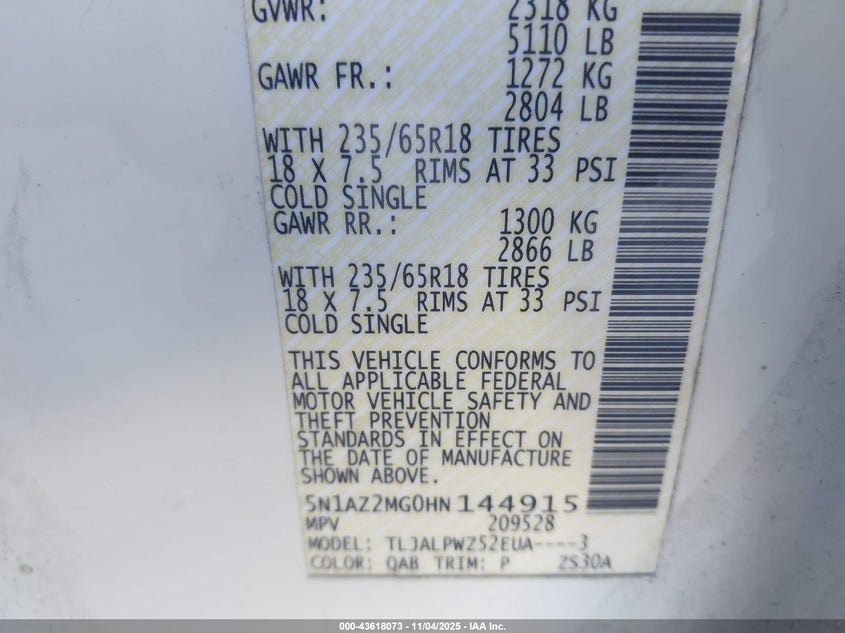 GVWR: 2318 KG
5110 LB
GAWR FR.: 1272 KG
2804 LB
WITH 235/65R18 TIRES
18 X 7.5 RIMS AT 33 PSI
COLD SINGLE
GAWR RR.: 1300 KG
2866 LB
WITH 235/65R18 TIRES
18 X 7.5 RIMS AT 33 PSI
COLD SINGLE
THIS VEHICLE CONFORMS TO
ALL APPLICABLE FEDERAL
MOTOR VEHICLE SAFETY AND
THEFT PREVENTION
STANDARDS IN EFFECT ON
THE DATE OF MANUFACTURE
SHOWN ABOVE.
5N1AZ2MG0HN144915
MPV 209528
MODEL: TLJALPWZ52EUA----3
COLOR: QAB TRIM: P ZS30A
000-43618073 - 11/04/2025 - IAA Inc.